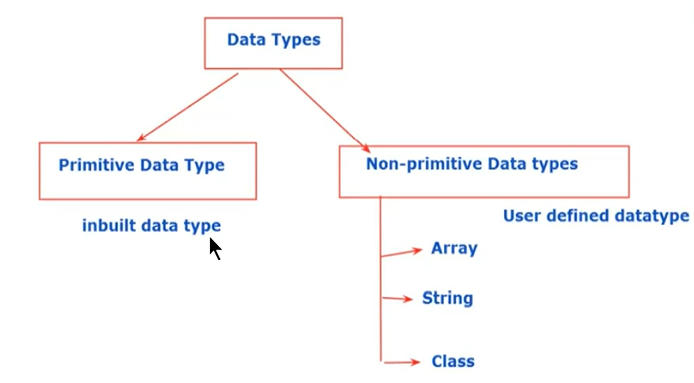 Data Types
Primitive Data Type
Non-primitive Data types
inbuilt data type
User defined datatype
Array
String
Class